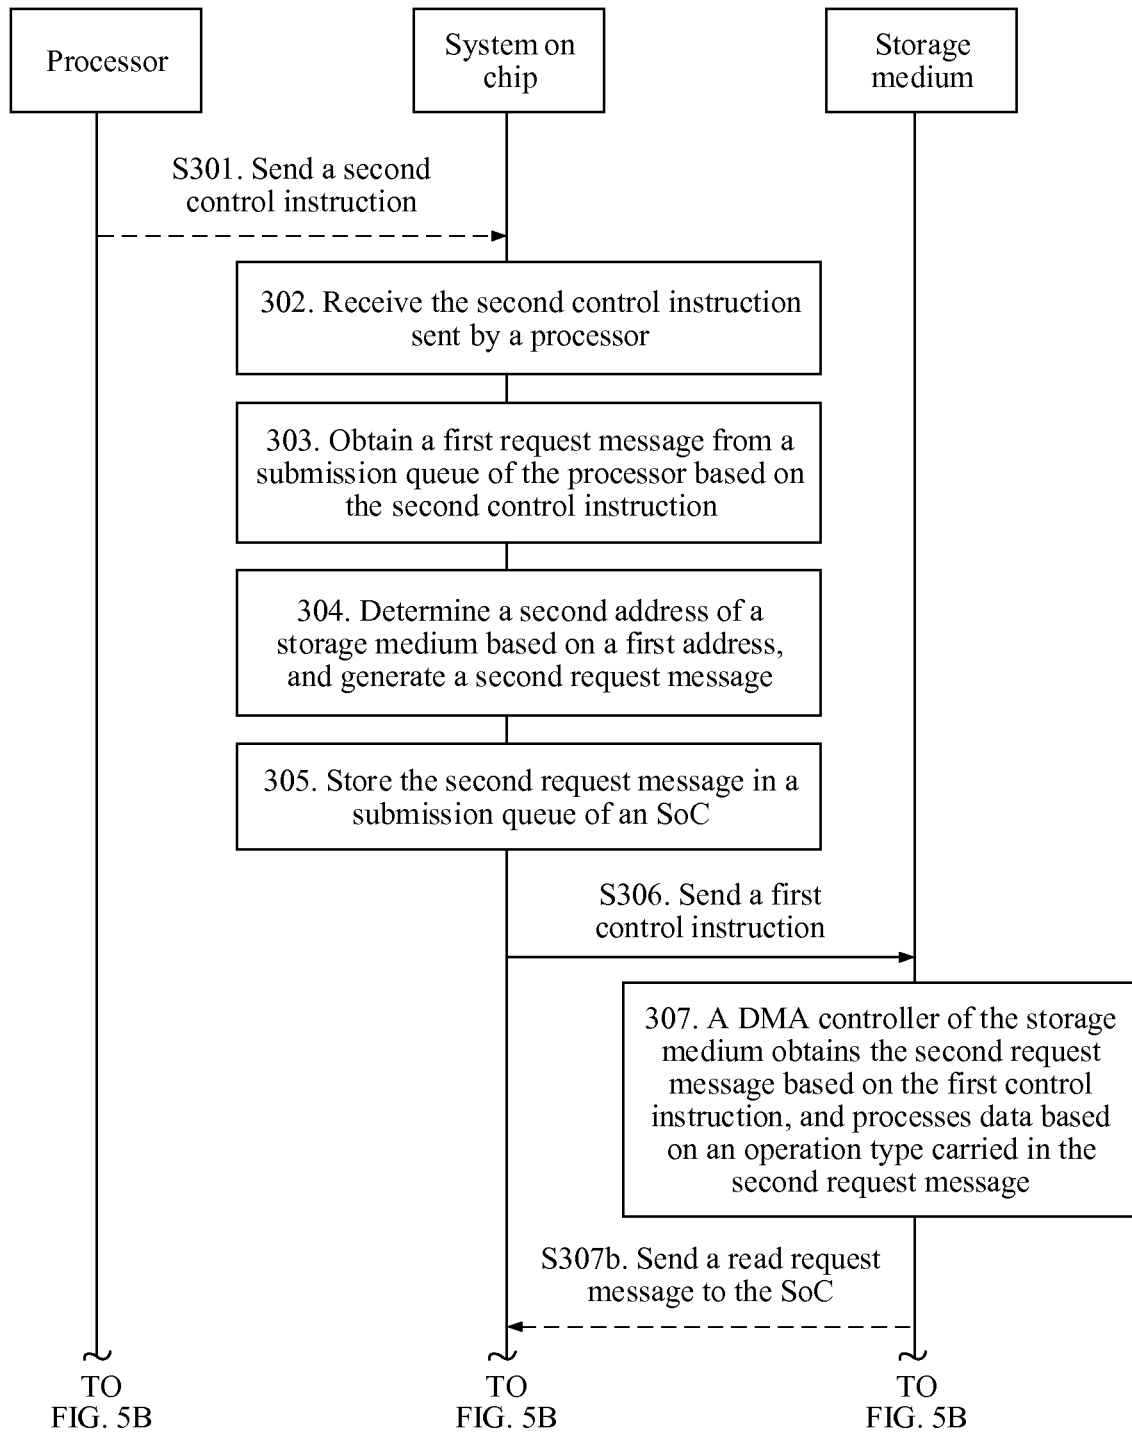 Processor
System on
chip
Storage
medium
S301. Send a second
control instruction
302. Receive the second control instruction
sent by a processor
303. Obtain a first request message from a
submission queue of the processor based on
the second control instruction
304. Determine a second address of a
storage medium based on a first address,
and generate a second request message
305. Store the second request message in a
submission queue of an SoC
S306. Send a first
control instruction
307. A DMA controller of the storage
medium obtains the second request
message based on the first control
instruction, and processes data based
on an operation type carried in the
second request message
S307b. Send a read request
message to the SoC
TO
FIG. 5B
TO
FIG. 5B
TO
FIG. 5B